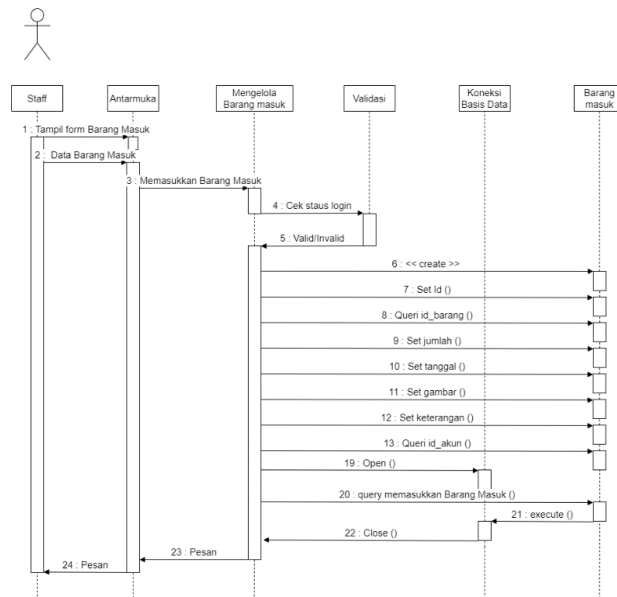 Staff
Antarmuka
Mengelola
Barang masuk
Validasi
Koneksi
Basis Data
Barang
masuk
1 : Tampil form Barang Masuk
2 : Data Barang Masuk
3 : Memasukkan Barang Masuk
4 : Cek staus login
5 : Valid/Invalid
6 : << create >>
7 : Set Id ()
8 : Queri id_barang ()
9 : Set jumlah ()
10 : Set tanggal ()
11 : Set gambar ()
12 : Set keterangan ()
13 : Queri id_akun ()
19 : Open ()
20 : query memasukkan Barang Masuk ()
21 : execute ()
22 : Close ()
23 : Pesan
24 : Pesan